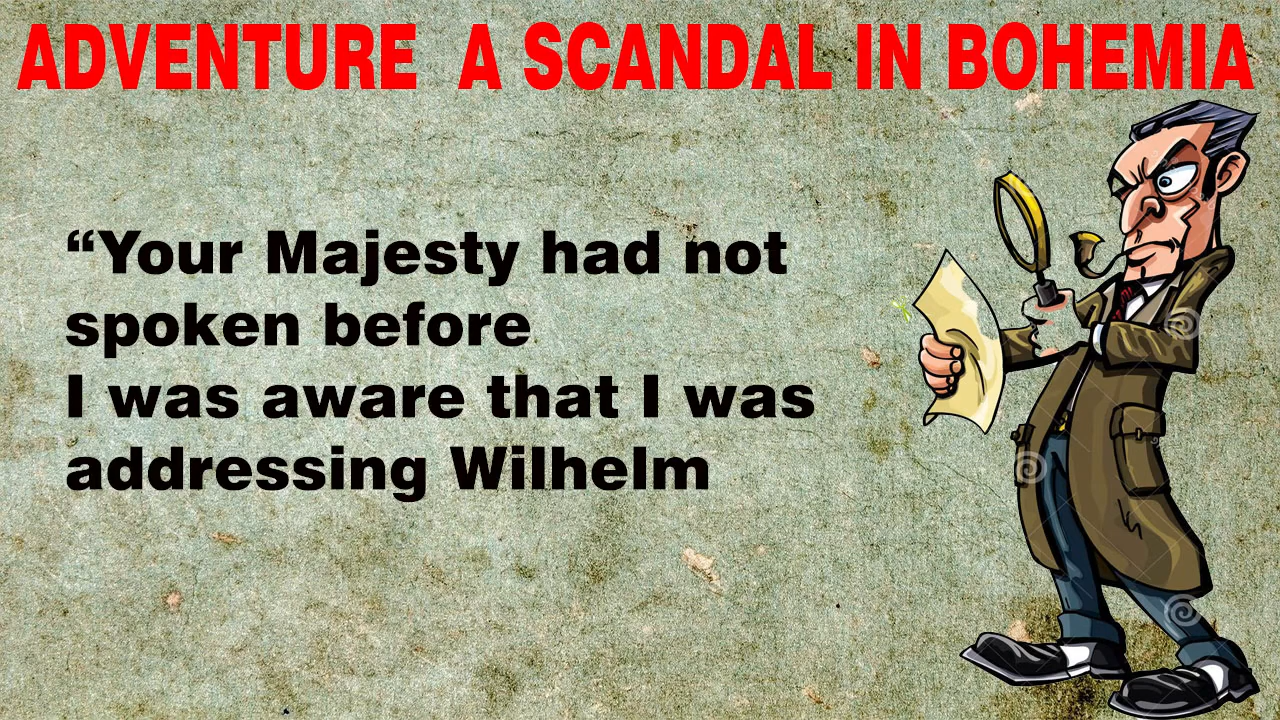 ADVENTURE A SCANDAL IN BOHEMIA
“Your Majesty had not
spoken before
I was aware that I was
addressing Wilhelm